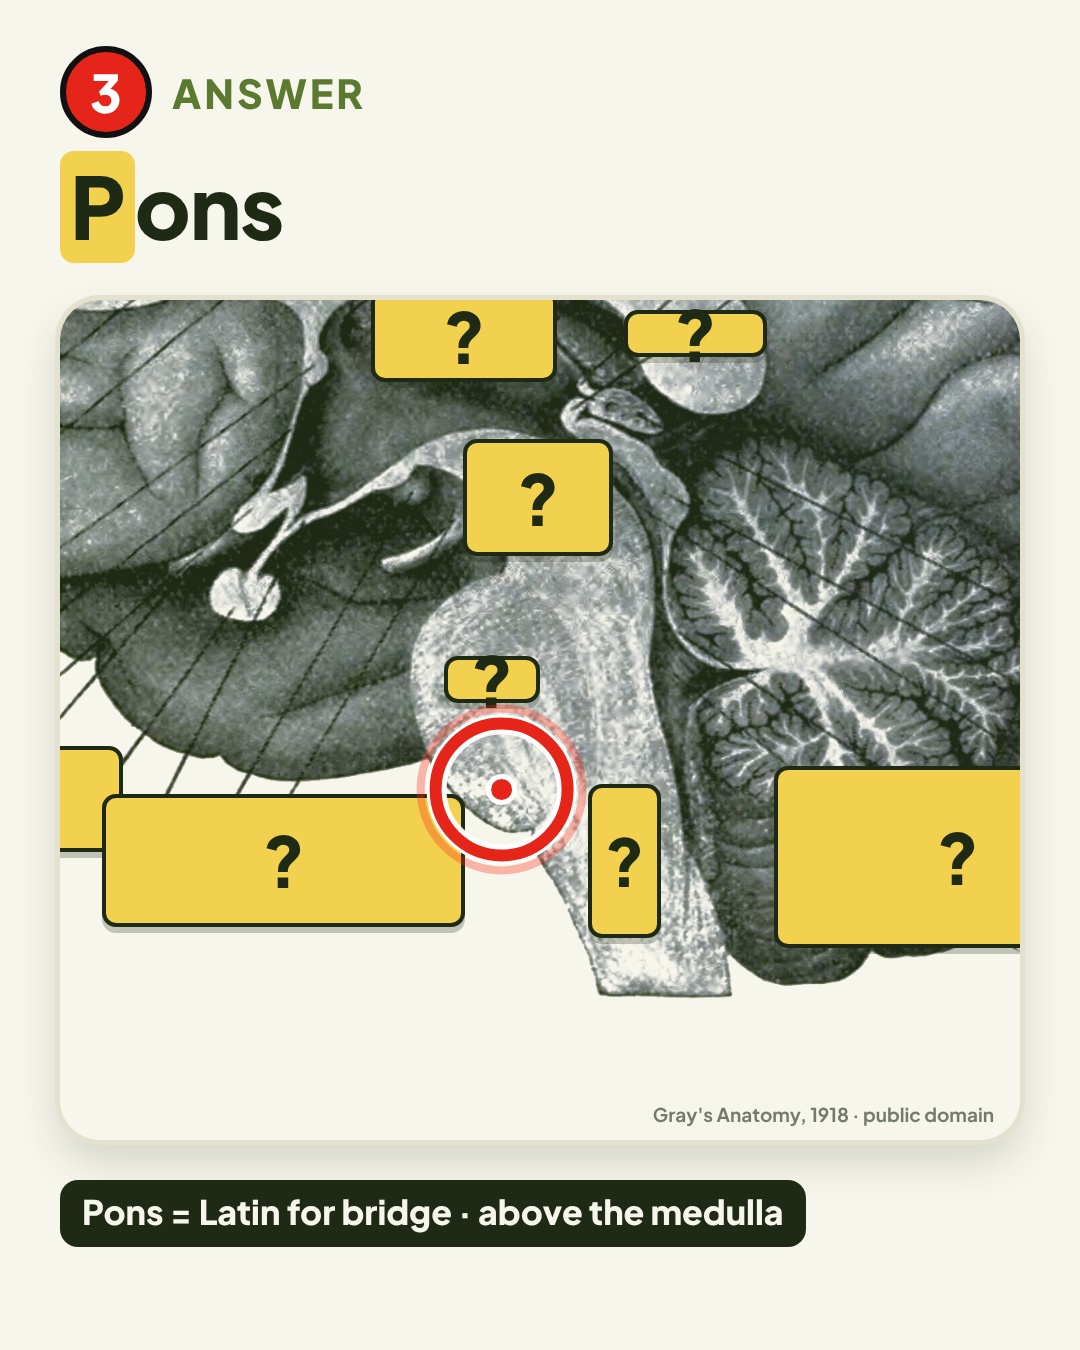 3 ANSWER
Pons
?
?
?
?
?
?
?
Gray's Anatomy, 1918 · public domain
Pons = Latin for bridge · above the medulla